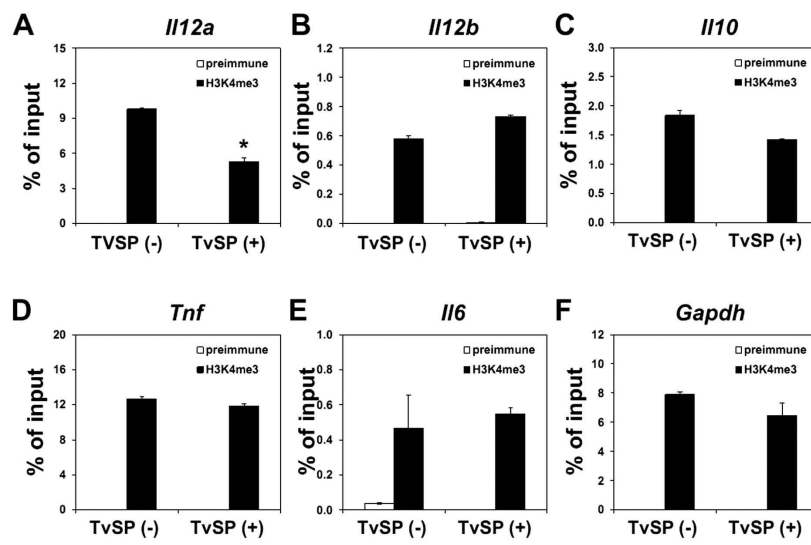 A
Il12a
% of input
15
12
9
6
3
0
preimmune
H3K4me3
*
TVSP (-) TvSP (+)
B
Il12b
% of input
1.2
1.0
0.8
0.6
0.4
0.2
0.0
preimmune
H3K4me3
TvSP (-) TvSP (+)
C
Il10
% of input
3.0
2.5
2.0
1.5
1.0
0.5
0.0
preimmune
H3K4me3
TvSP (-) TvSP (+)
D
Tnf
% of input
20
16
12
8
4
0
preimmune
H3K4me3
TvSP (-) TvSP (+)
E
Il6
% of input
1.0
0.8
0.6
0.4
0.2
0.0
preimmune
H3K4me3
TvSP (-) TvSP (+)
F
Gapdh
% of input
12
10
8
6
4
2
0
preimmune
H3K4me3
TvSP (-) TvSP (+)